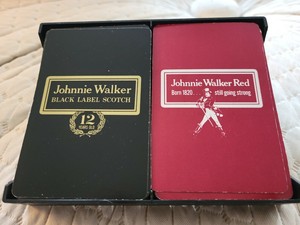 Johnnie Walker
BLACK LABEL SCOTCH
12
YEARS OLD
Johnnie Walker Red
Born 1820 still going strong